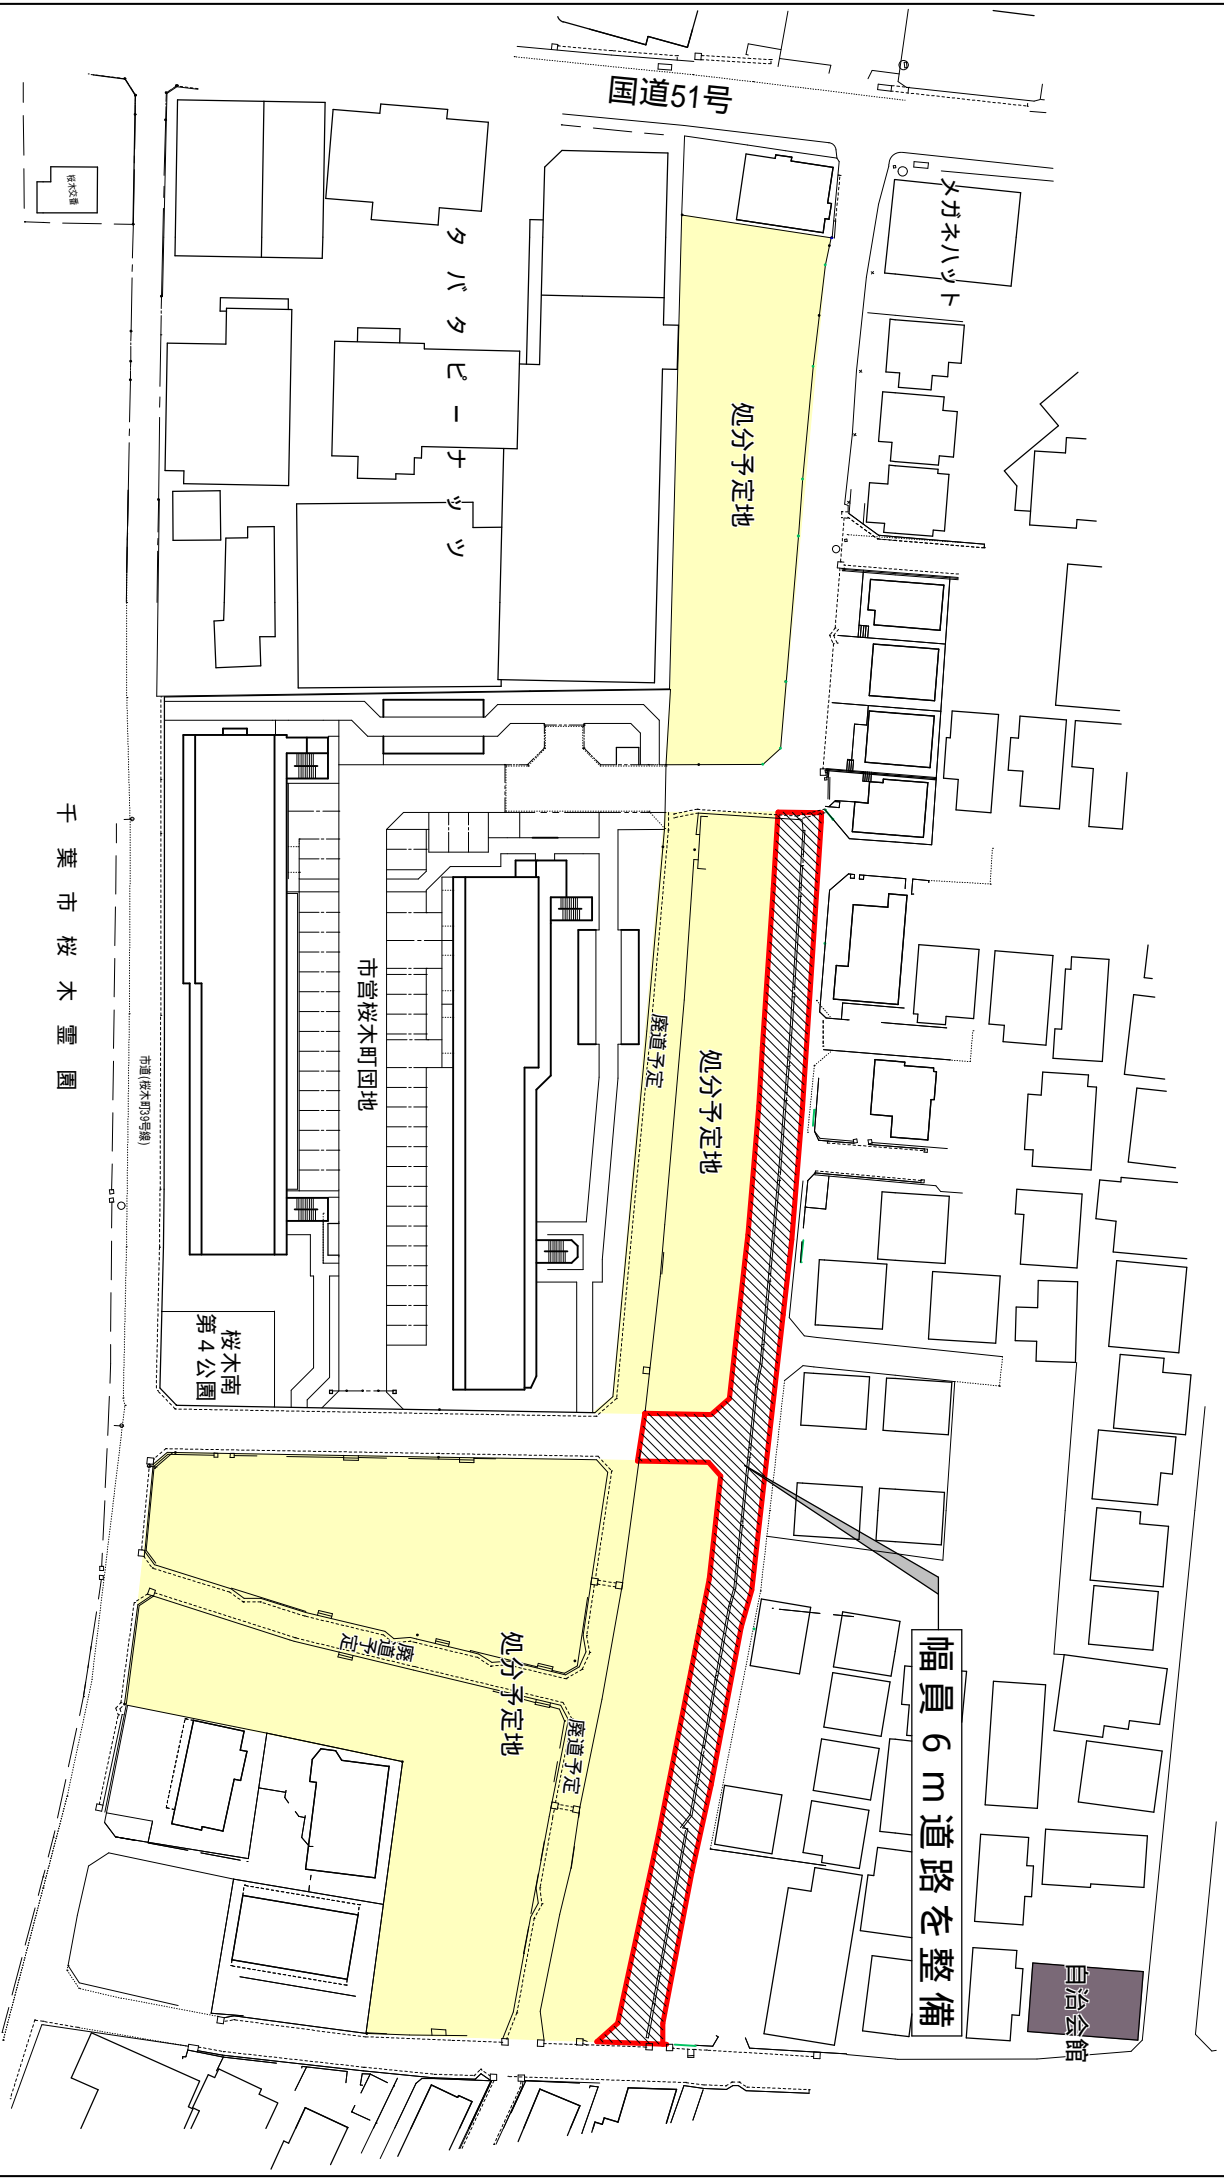 国道51号
メガネハット
桜木交番
タバタピーナッツ
処分予定地
千葉市桜木霊園
市道(桜木町39号線)
市営桜木町団地
廃道予定
処分予定地
桜木南
第4公園
廃道予定
処分予定地
廃道予定
幅員6m道路を整備
自治会館